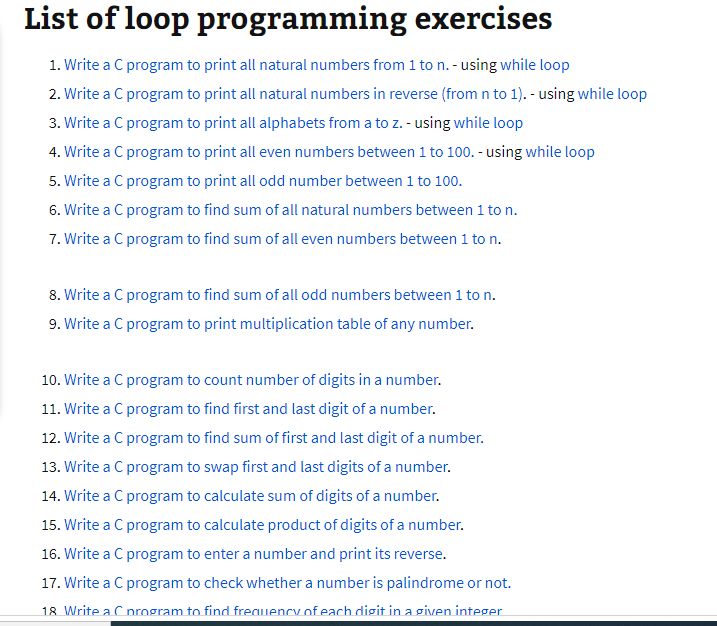 List of loop programming exercises
1. Write a C program to print all natural numbers from 1 to n. - using while loop
2. Write a C program to print all natural numbers in reverse (from n to 1). - using while loop
3. Write a C program to print all alphabets from a to z. - using while loop
4. Write a C program to print all even numbers between 1 to 100. - using while loop
5. Write a C program to print all odd number between 1 to 100.
6. Write a C program to find sum of all natural numbers between 1 to n.
7. Write a C program to find sum of all even numbers between 1 to n.
8. Write a C program to find sum of all odd numbers between 1 to n.
9. Write a C program to print multiplication table of any number.
10. Write a C program to count number of digits in a number.
11. Write a C program to find first and last digit of a number.
12. Write a C program to find sum of first and last digit of a number.
13. Write a C program to swap first and last digits of a number.
14. Write a C program to calculate sum of digits of a number.
15. Write a C program to calculate product of digits of a number.
16. Write a C program to enter a number and print its reverse.
17. Write a C program to check whether a number is palindrome or not.
18. Write a C program to find frequency of each digit in a given integer.